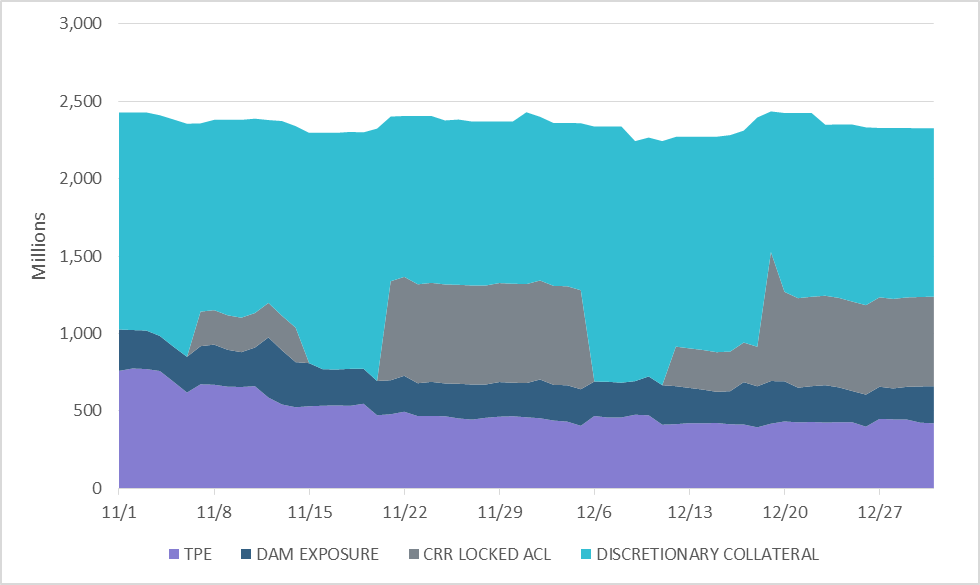 3,000
2,500
2,000
1,500
1,000
500
0
Millions
11/1 11/8 11/15 11/22 11/29 12/6 12/13 12/20 12/27
TPE DAM EXPOSURE CRR LOCKED ACL DISCRETIONARY COLLATERAL